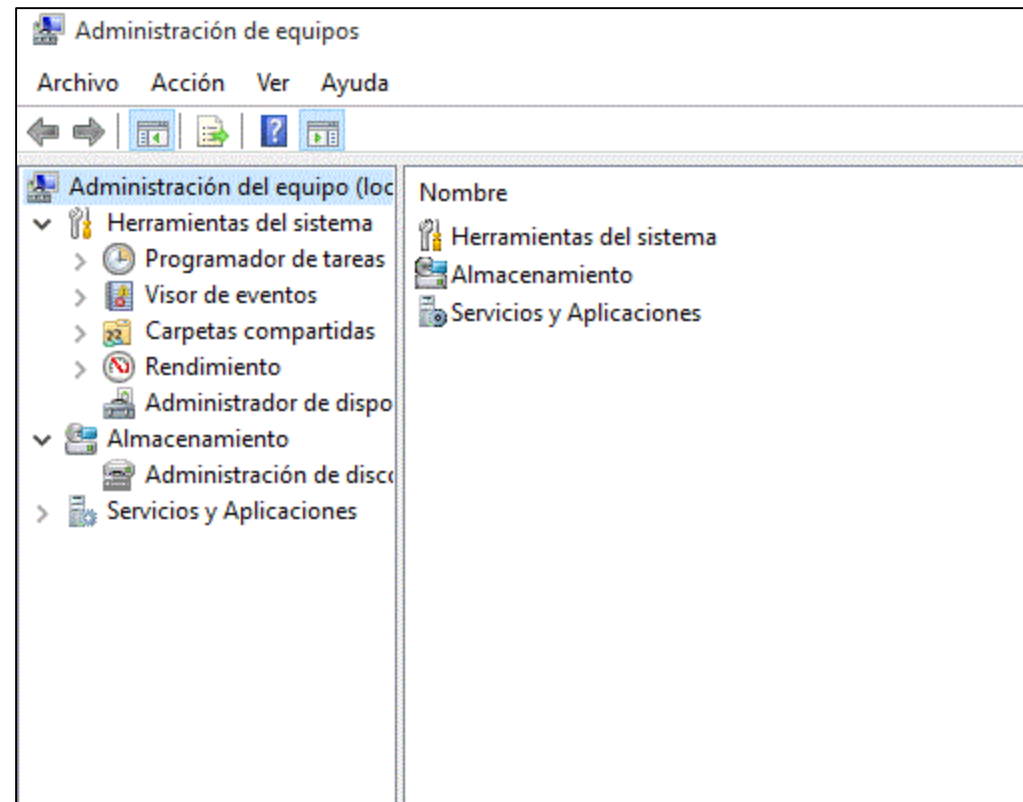 Administración de equipos
Archivo Acción Ver Ayuda
Administración del equipo (loc
Herramientas del sistema
Programador de tareas
Visor de eventos
Carpetas compartidas
Rendimiento
Administrador de dispo
Almacenamiento
Administración de disc
Servicios y Aplicaciones
Nombre
Herramientas del sistema
Almacenamiento
Servicios y Aplicaciones